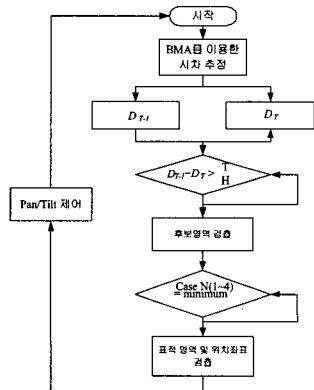 시작
BMA를 이용한
시차 추정
D_{T-1}
D_T
D_{T-1}-D_T > T
H
Pan/Tilt 제어
후보영역 검출
Case N(1~4)
= minimum
표적 영역 및 위치좌표
검출